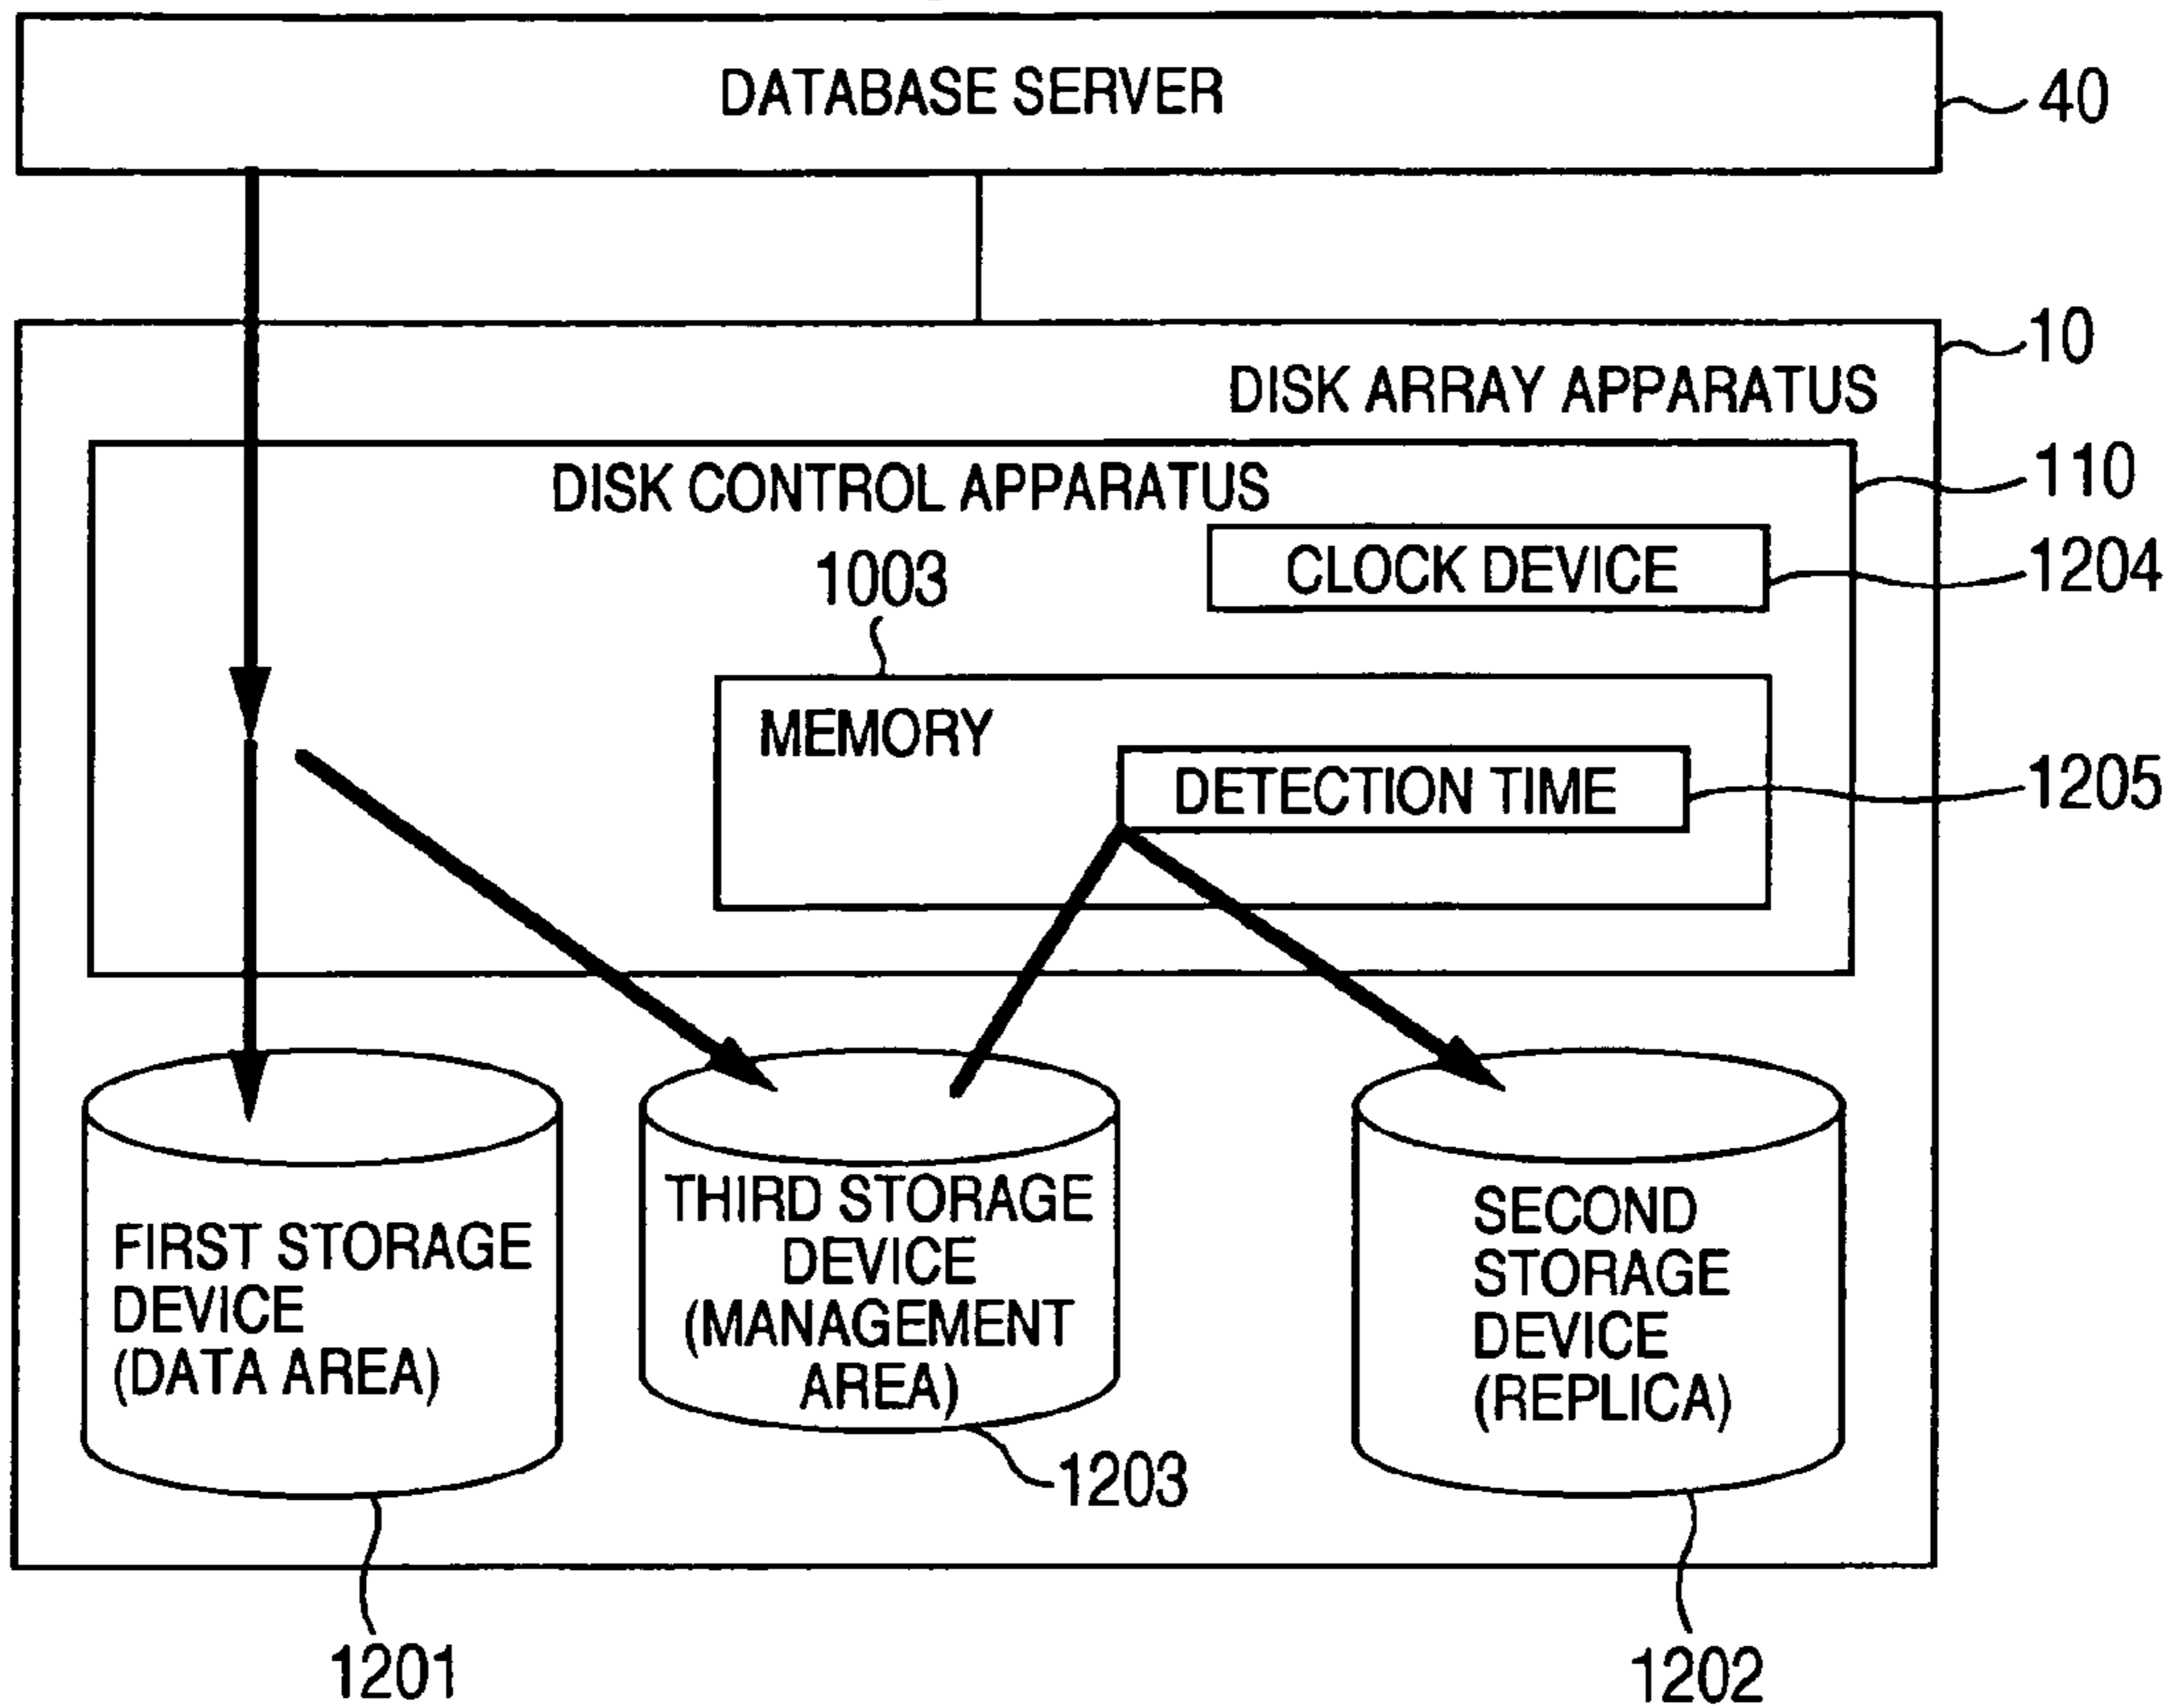 DATABASE SERVER
40
10
DISK ARRAY APPARATUS
110
DISK CONTROL APPARATUS
CLOCK DEVICE
1204
1003
MEMORY
DETECTION TIME
1205
FIRST STORAGE
DEVICE
(DATA AREA)
THIRD STORAGE
DEVICE
(MANAGEMENT
AREA)
SECOND
STORAGE
DEVICE
(REPLICA)
1203
1201
1202